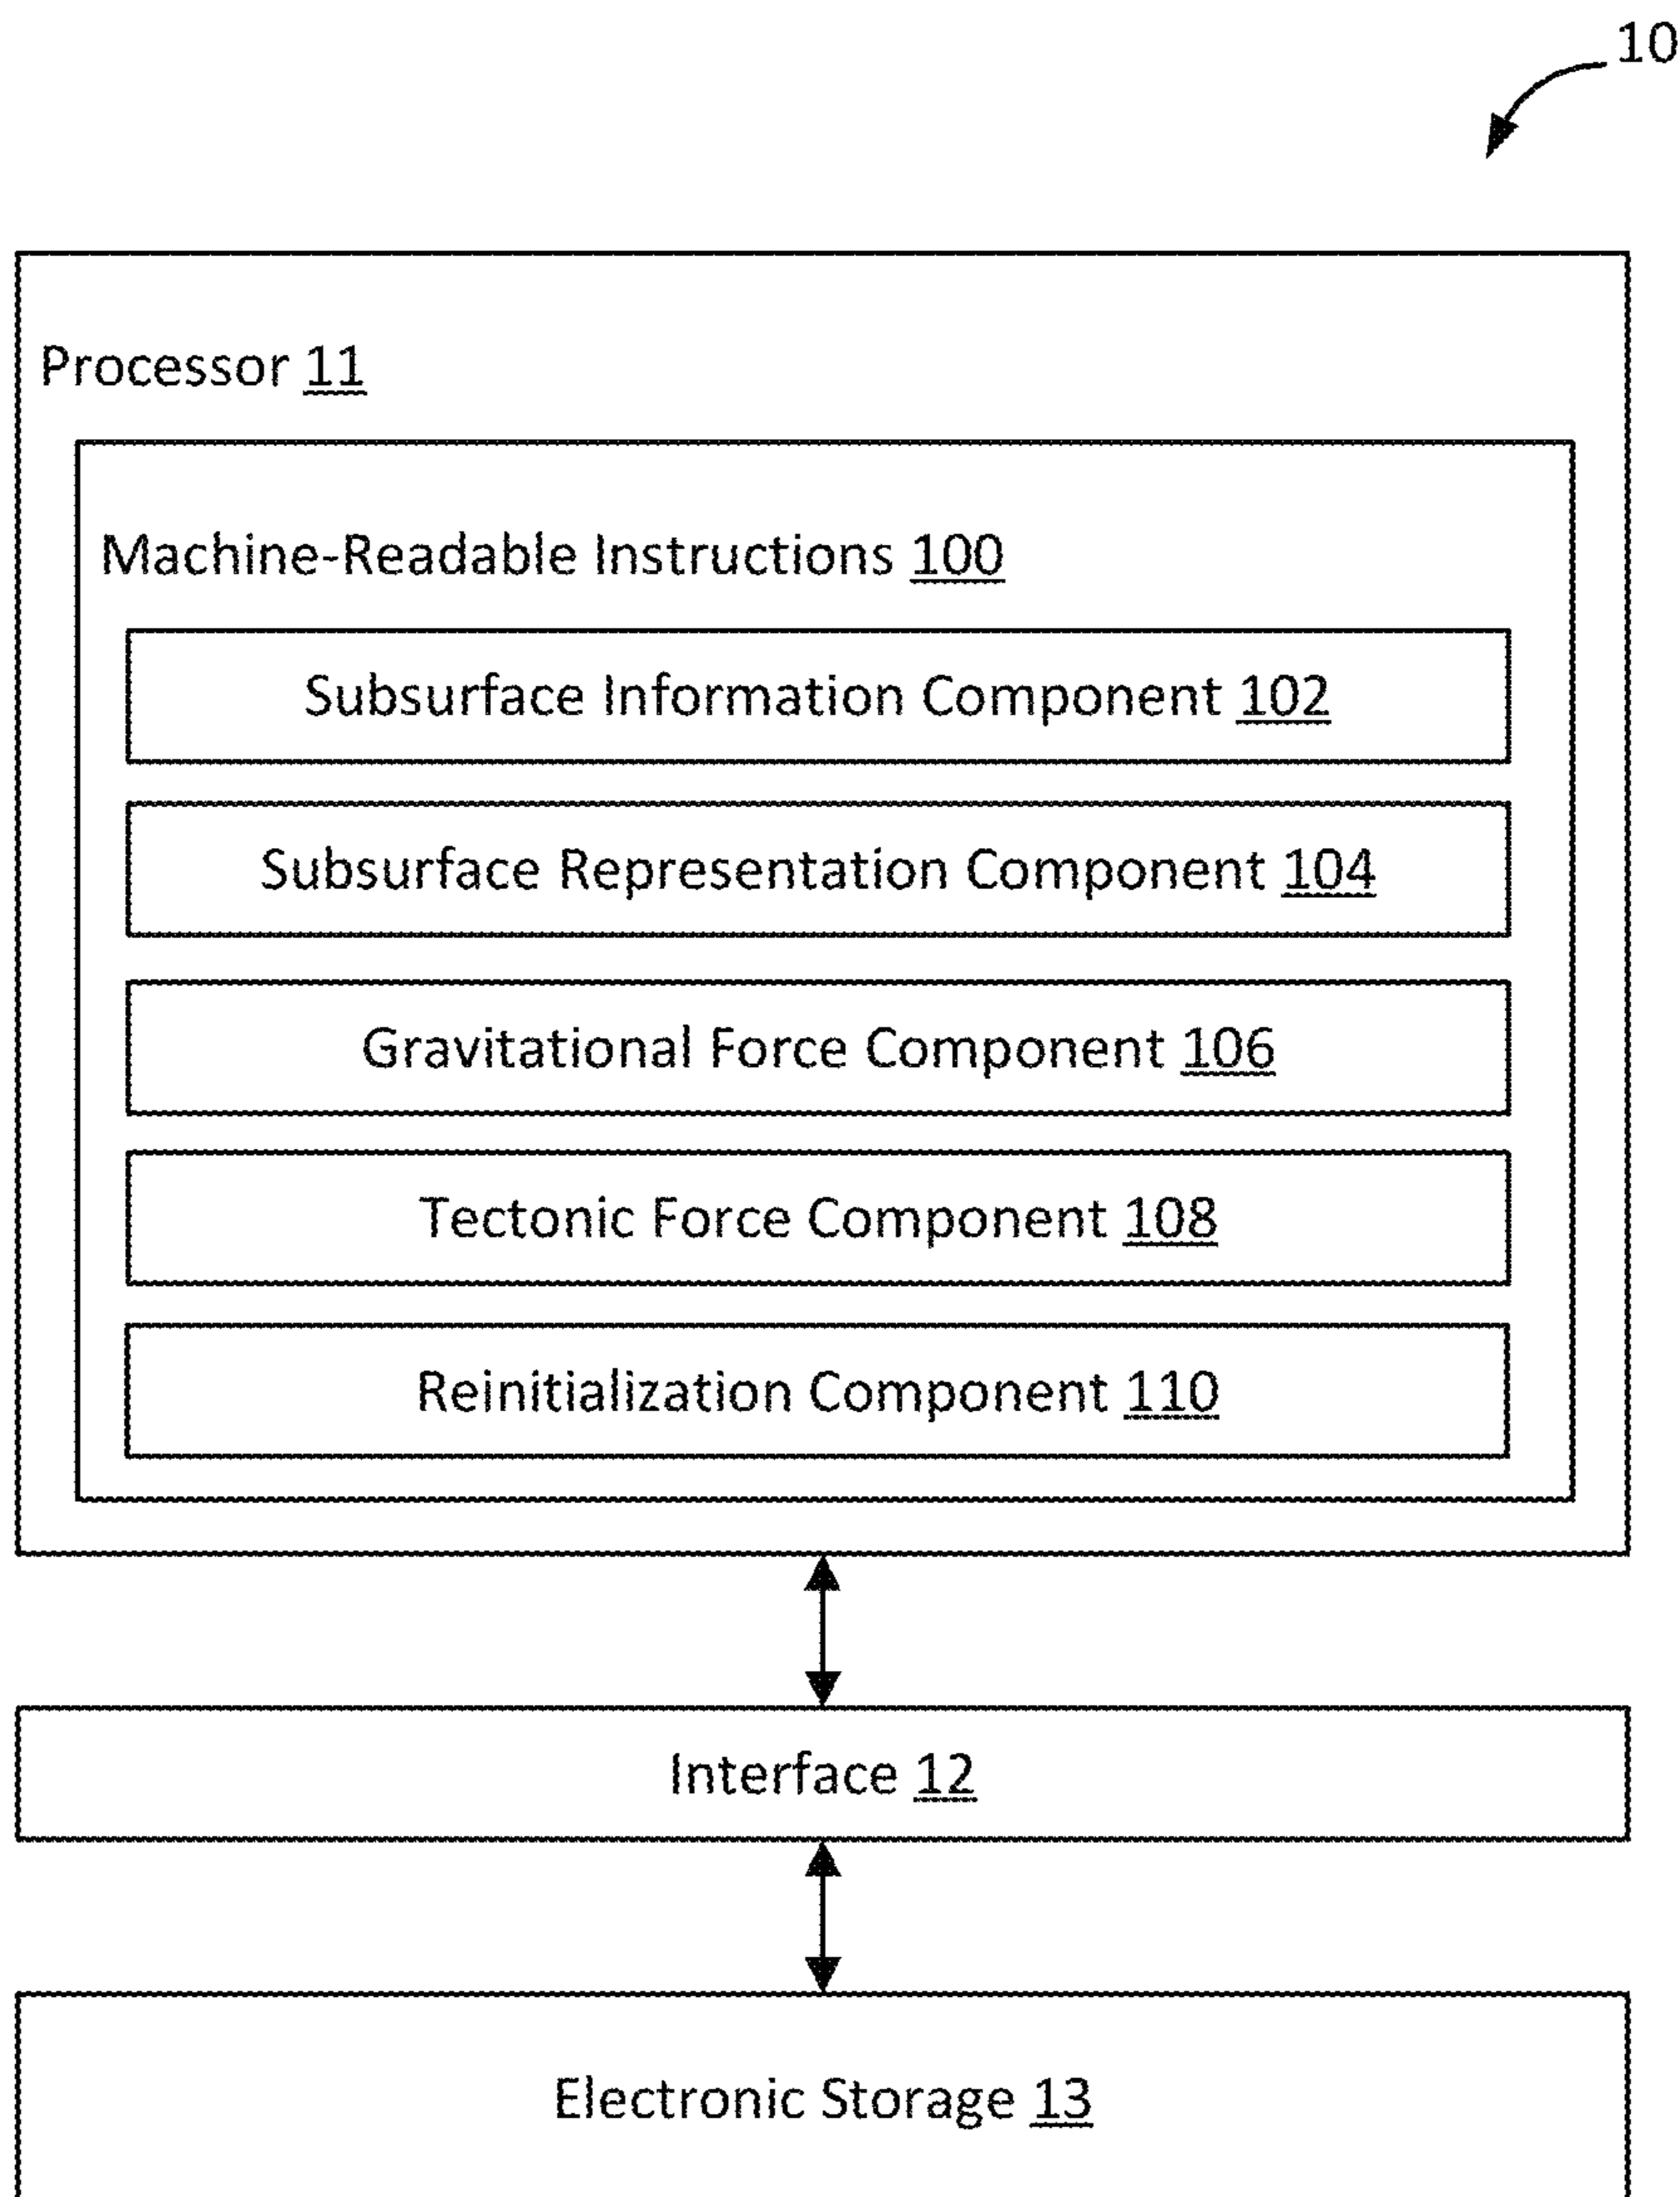 10
Processor 11
Machine-Readable Instructions 100
Subsurface Information Component 102
Subsurface Representation Component 104
Gravitational Force Component 106
Tectonic Force Component 108
Reinitialization Component 110
Interface 12
Electronic Storage 13